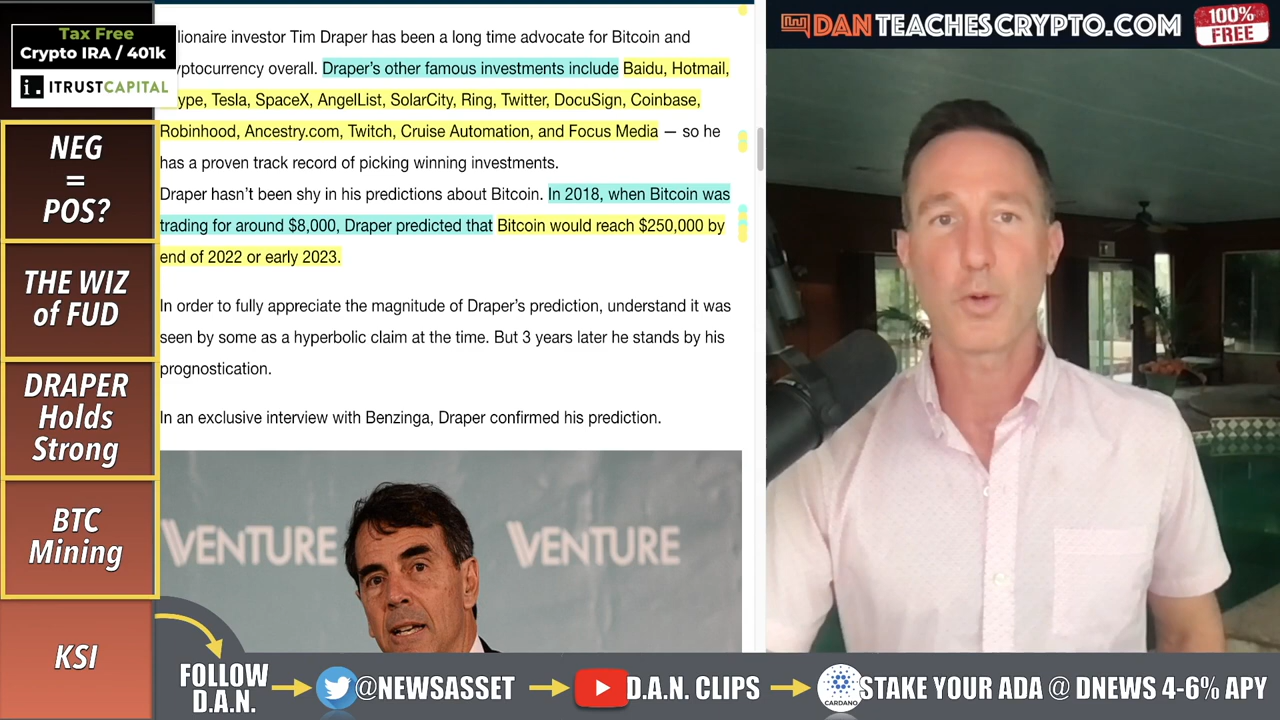 Tax Free
Crypto IRA / 401k
i. ITRUSTCAPITAL
NEG
=
POS?
THE WIZ
of FUD
DRAPER
Holds
Strong
BTC
Mining
KSI
Tim Draper has been a long time advocate for Bitcoin and
overall. Draper's other famous investments include Baidu, Hotmail,
Tesla, SpaceX, AngelList, SolarCity, Ring, Twitter, DocuSign, Coinbase,
Robinhood, Ancestry.com, Twitch, Cruise Automation, and Focus Media — so he
has a proven track record of picking winning investments.
Draper hasn't been shy in his predictions about Bitcoin. In 2018, when Bitcoin was
trading for around $8,000, Draper predicted that Bitcoin would reach $250,000 by
end of 2022 or early 2023.
In order to fully appreciate the magnitude of Draper's prediction, understand it was
seen by some as a hyperbolic claim at the time. But 3 years later he stands by his
prognostication.
In an exclusive interview with Benzinga, Draper confirmed his prediction.
VENTURE VENTURE
DANTEACHESCRYPTO.COM
100%
FREE
FOLLOW
D.A.N.
@NEWSASSET
D.A.N. CLIPS
CARDANO
STAKE YOUR ADA @ DNEWS 4-6% APY